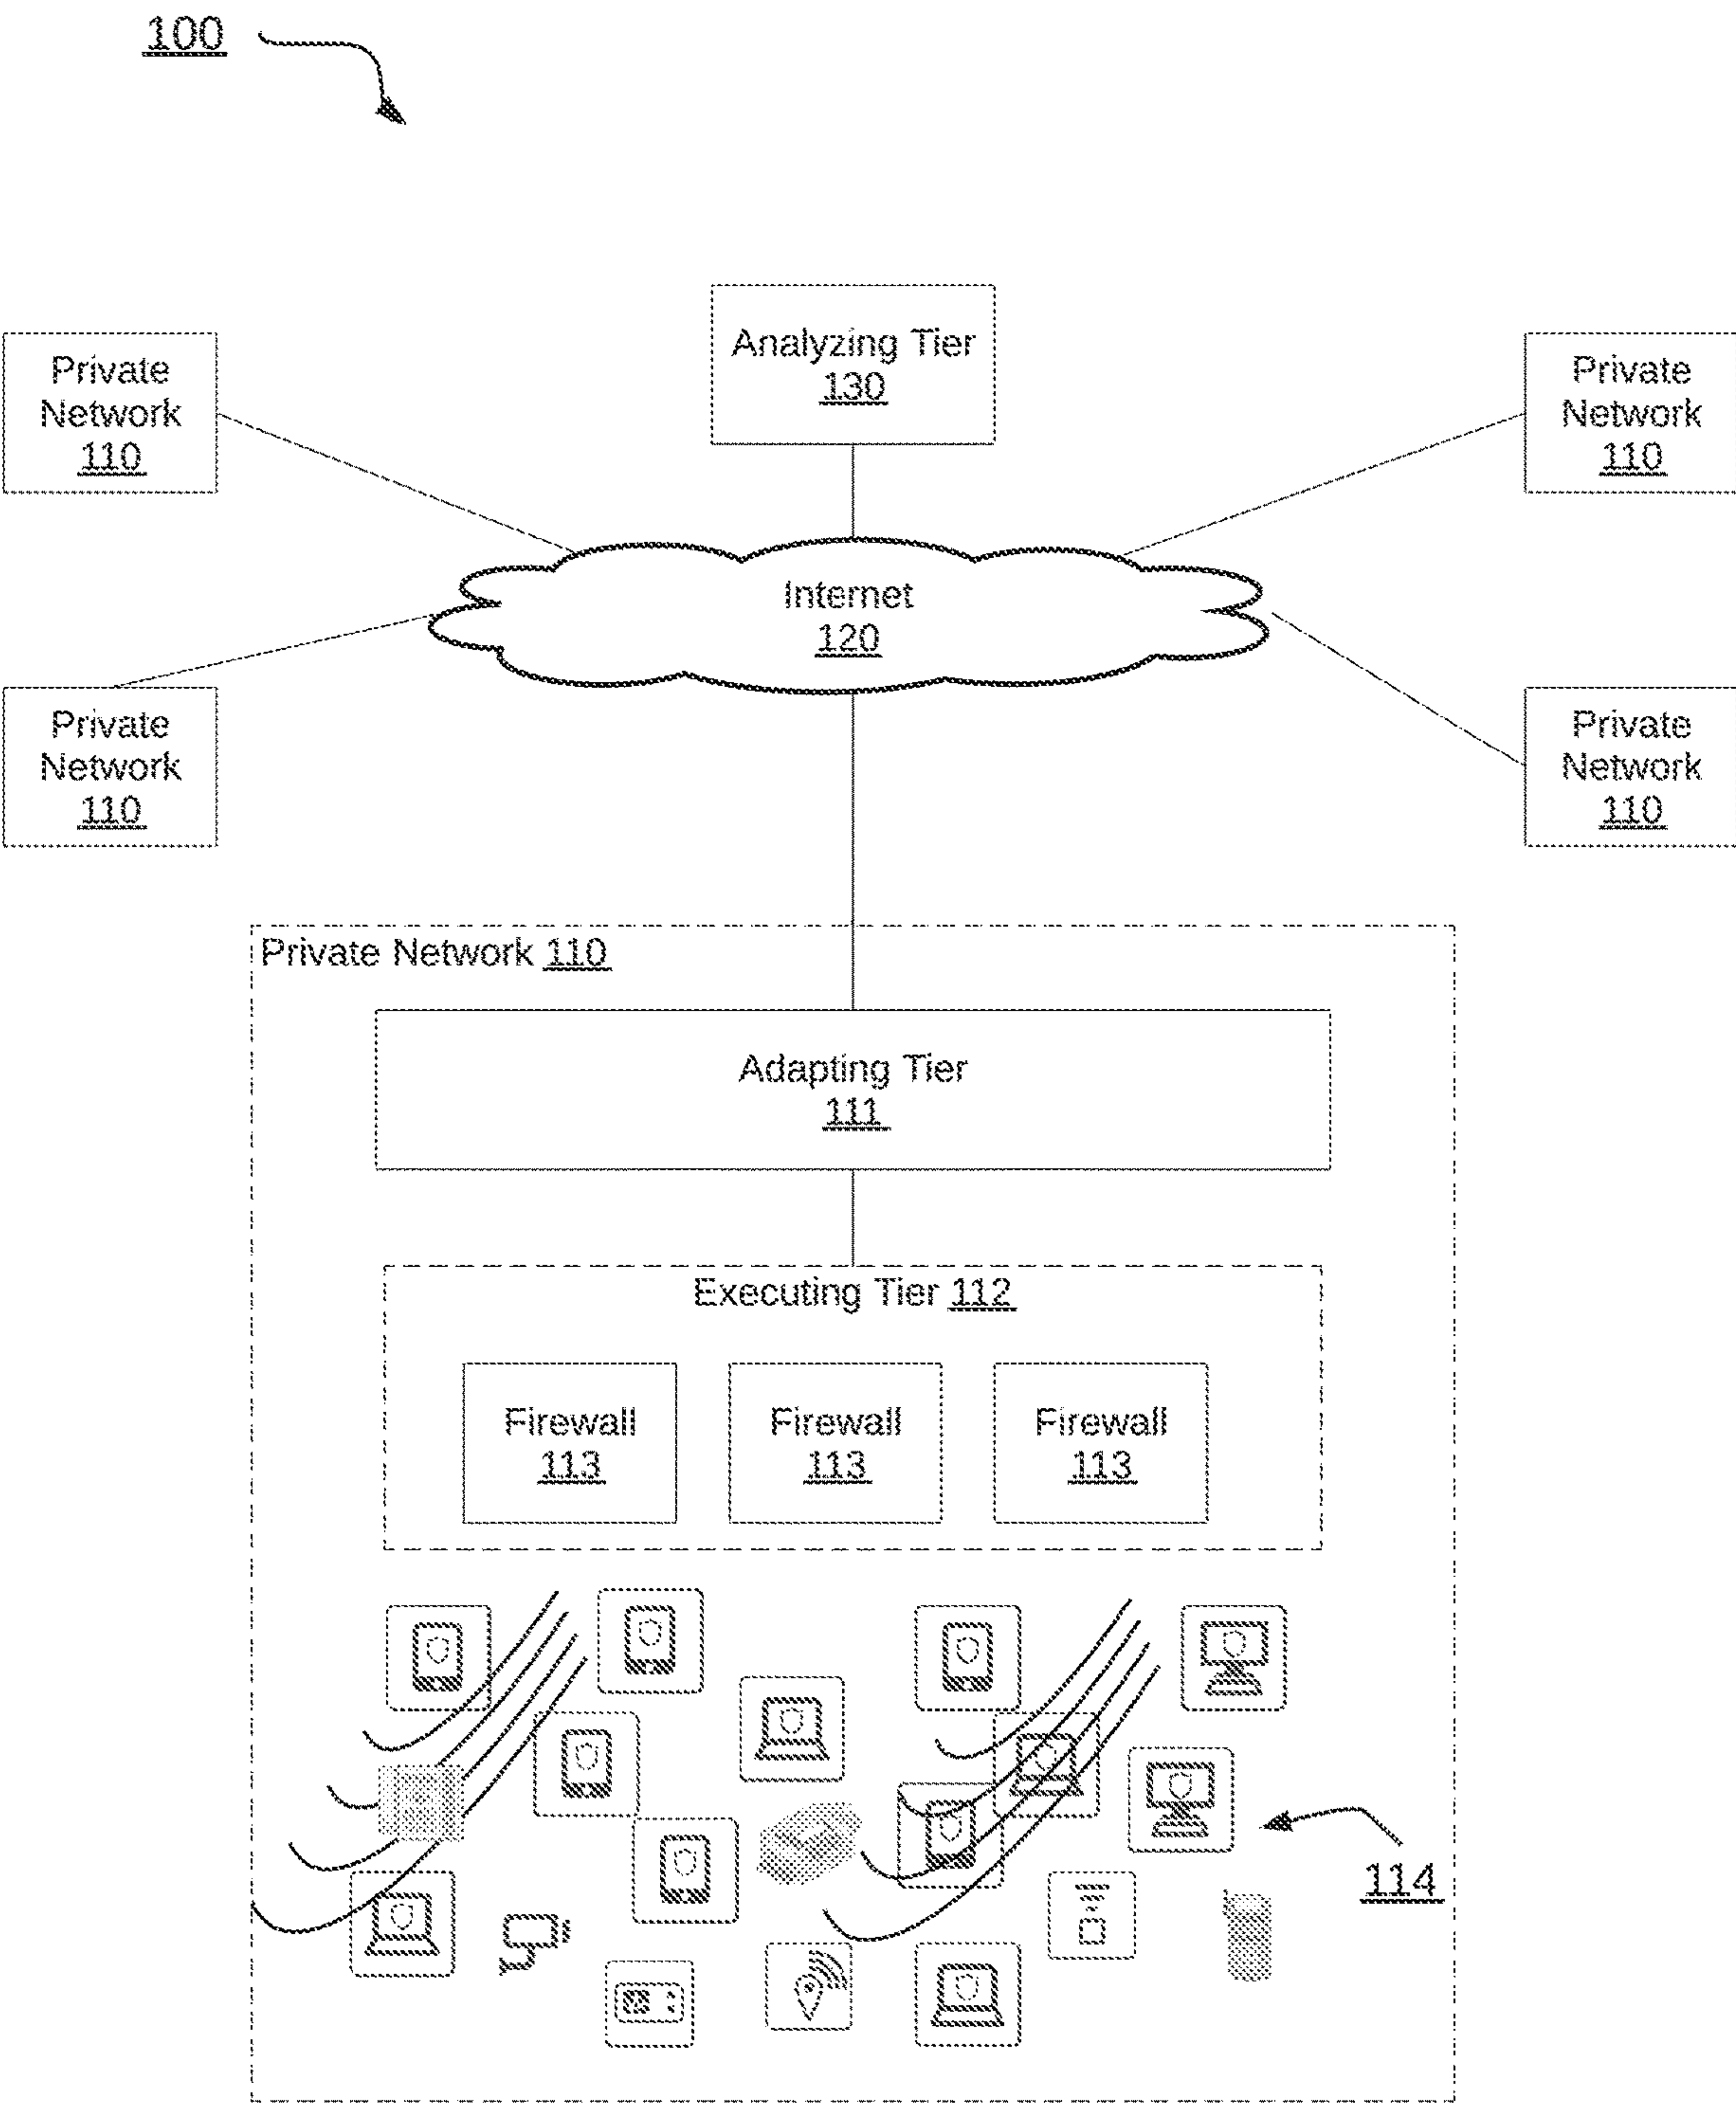 100
Analyzing Tier
130
Private
Network
110
Private
Network
110
Internet
120
Private
Network
110
Private
Network
110
Private Network 110
Adapting Tier
111
Executing Tier 112
Firewall
113
Firewall
113
Firewall
113
114